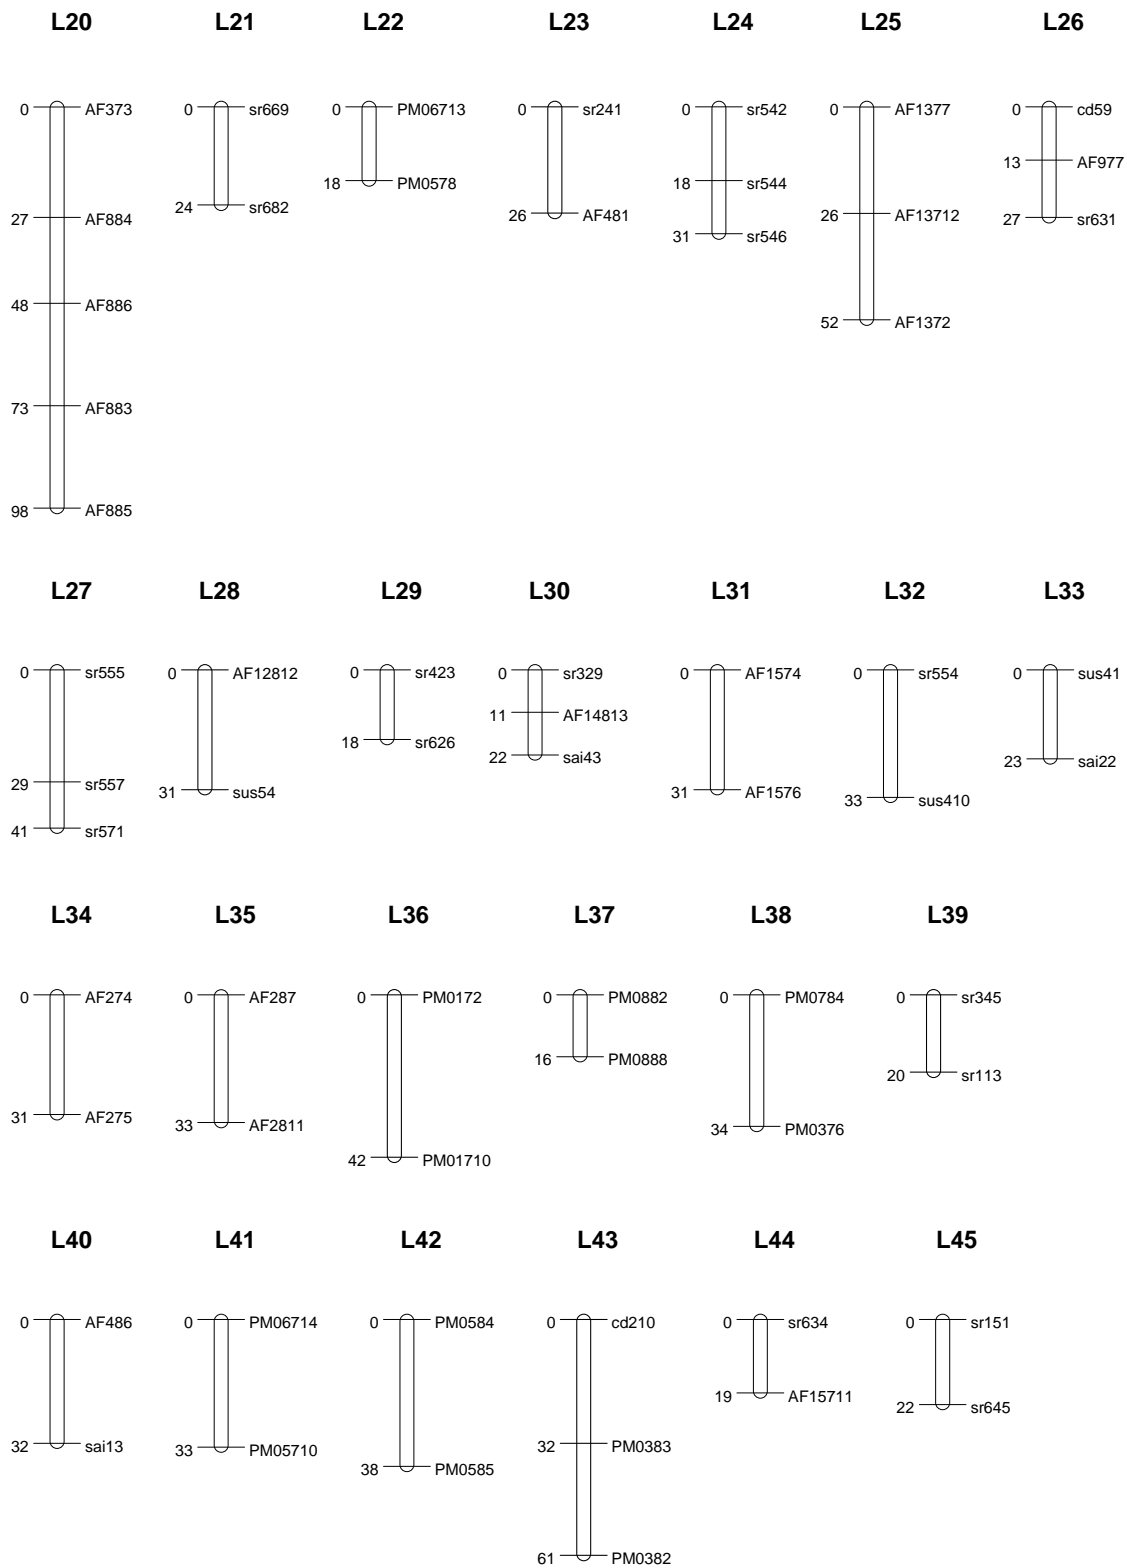 L20 L21 L22 L23 L24 L25 L26
0 AF373 0 sr669 0 PM06713 0 sr241 0 sr542 0 AF1377 0 cd59
13 AF977
18 PM0578 18 sr544
24 sr682
26 AF481 26 AF13712
27 AF884 27 sr631
31 sr546
48 AF886
52 AF1372
73 AF883
98 AF885
L27 L28 L29 L30 L31 L32 L33
0 sr555 0 AF12812 0 sr423 0 sr329 0 AF1574 0 sr554 0 sus41
11 AF14813
18 sr626
22 sai43 23 sai22
29 sr557
31 sus54 31 AF1576
33 sus410
41 sr571
L34 L35 L36 L37 L38 L39
0 AF274 0 AF287 0 PM0172 0 PM0882 0 PM0784 0 sr345
16 PM0888
20 sr113
31 AF275
33 AF2811
34 PM0376
42 PM01710
L40 L41 L42 L43 L44 L45
0 AF486 0 PM06714 0 PM0584 0 cd210 0 sr634 0 sr151
19 AF15711
22 sr645
32 sai13 32 PM0383
33 PM05710
38 PM0585
61 PM0382